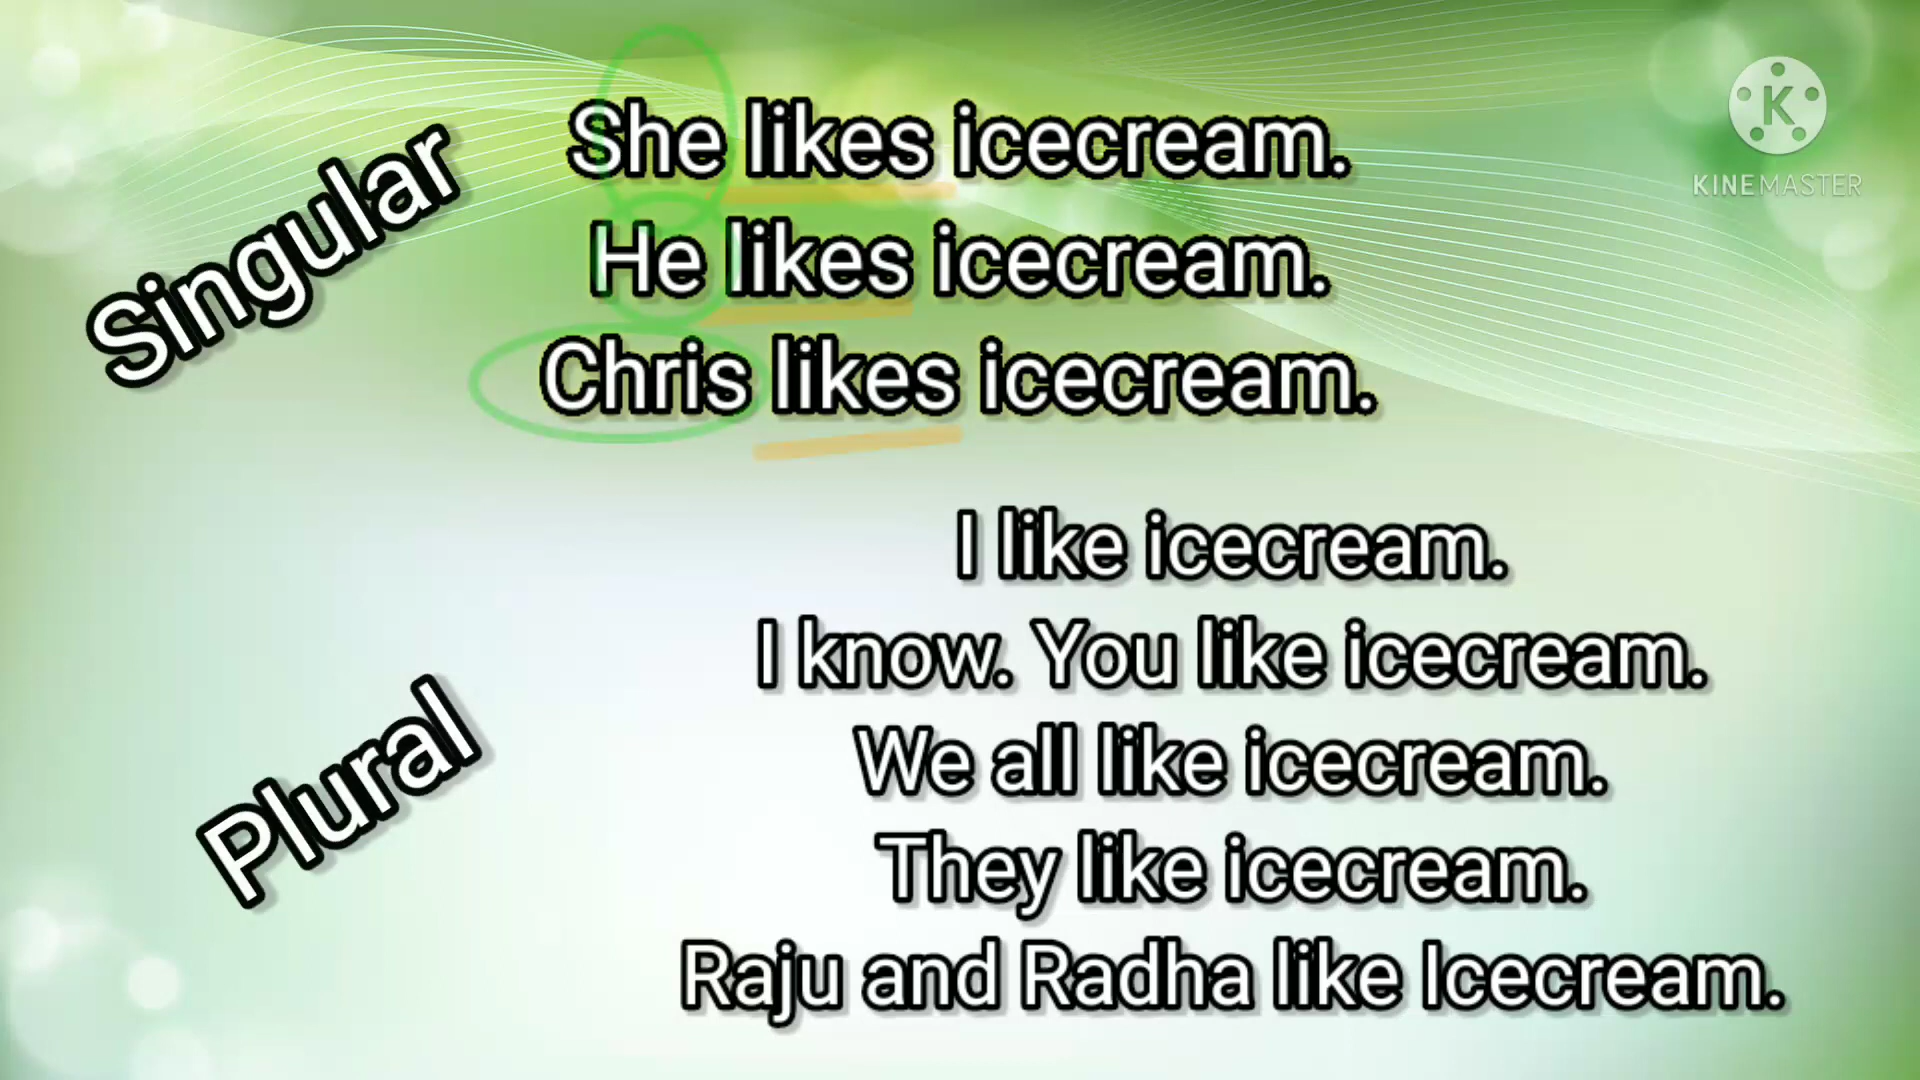 Singular
She likes icecream.
He likes icecream.
Chris likes icecream.
Plural
I like icecream.
I know. You like icecream.
We all like icecream.
They like icecream.
Raju and Radha like Icecream.
K
KINEMASTER